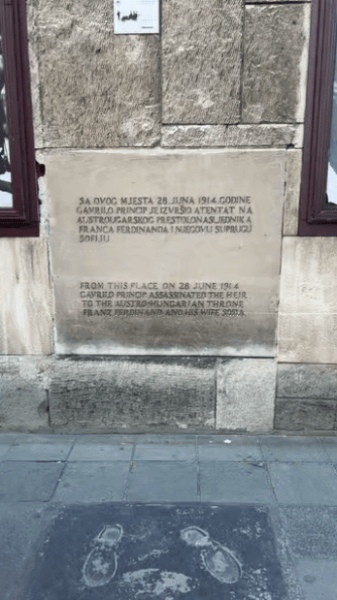 SA OVOG MJESTA 28. JUNA 1914. GODINE
GAVRILO PRINCIP JE IZVRŠIO ATENTAT NA
AUSTROUGARSKOG PRESTOLONASLJEDNIKA
FRANCA FERDINANDA I NJEGOVU SUPRUGU
SOFIJU
FROM THIS PLACE ON 28 JUNE 1914
GAVRILO PRINCIP ASSASSINATED THE HEIR
TO THE AUSTRO-HUNGARIAN THRONE
FRANZ FERDINAND AND HIS WIFE SOFIA